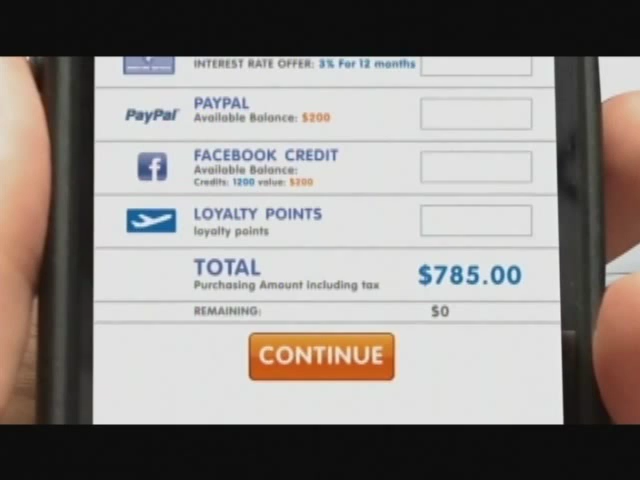 INTEREST RATE OFFER: 3% For 12 months
PayPal
PAYPAL
Available Balance: $200
FACEBOOK CREDIT
Available Balance:
Credits: 1200 value: $200
LOYALTY POINTS
loyalty points
TOTAL
Purchasing Amount including tax
$785.00
REMAINING:
$0
CONTINUE